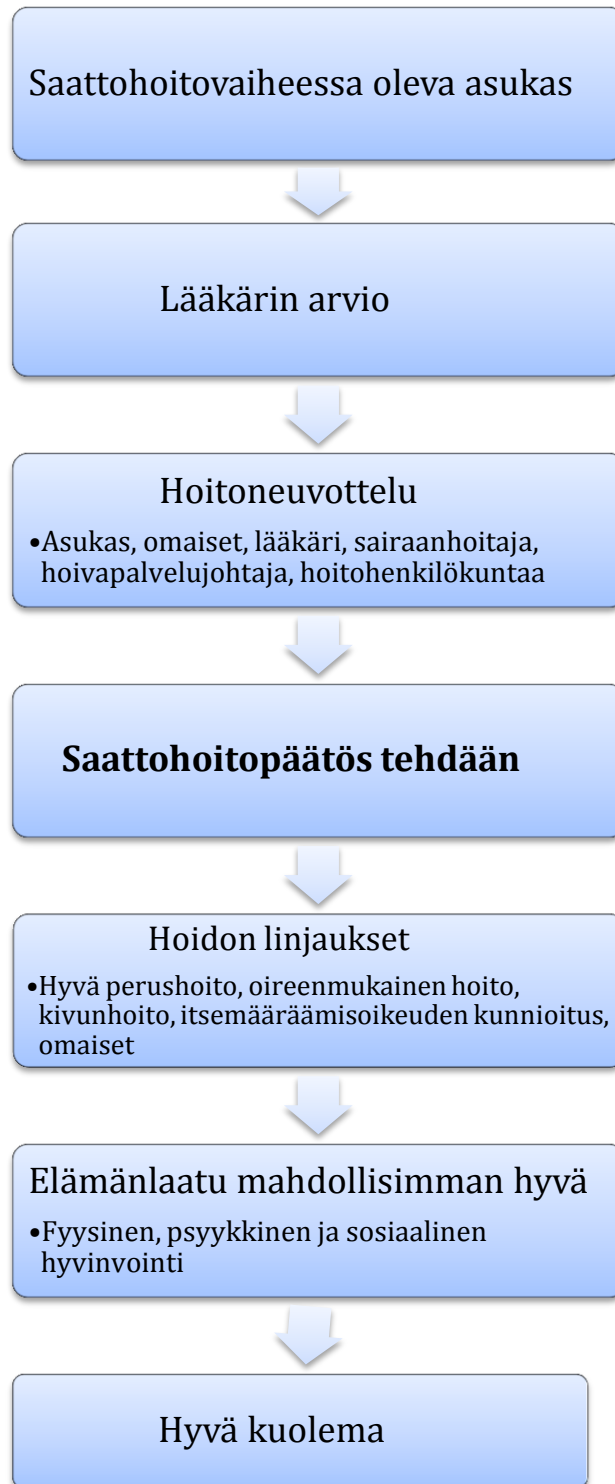 Saattohoitovaiheessa oleva asukas
Lääkärin arvio
Hoitoneuvottelu
•Asukas, omaiset, lääkäri, sairaanhoitaja,
hoivapalvelujohtaja, hoitohenkilökuntaa
Saattohoitopäätös tehdään
Hoidon linjaukset
•Hyvä perushoito, oireenmukainen hoito,
kivunhoito, itsemääräämisoikeuden kunnioitus,
omaiset
Elämänlaatu mahdollisimman hyvä
•Fyysinen, psyykkinen ja sosiaalinen
hyvinvointi
Hyvä kuolema